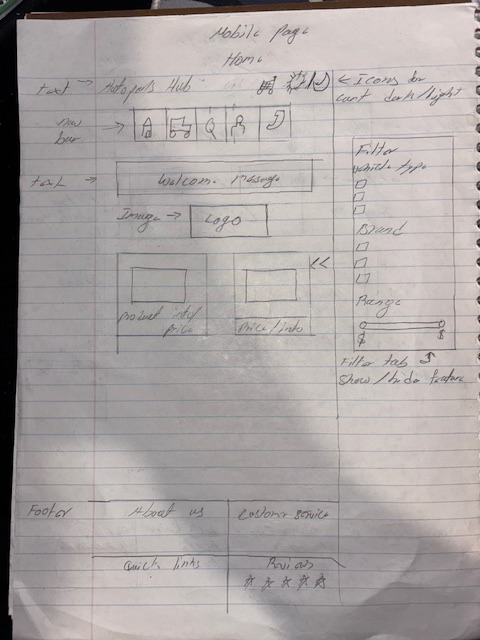 Mobile Page
Home
text → Autoparts Hub
← Icons for
cart dark/light
nav
bar →
text → Welcome Message
Image → Logo
<<
product info/
price
price/info
Filter
vehicle type
Brand
Range
$ $
Filter tab
show/hide feature
Footer
About us
Customer service
Quick links
Reviews